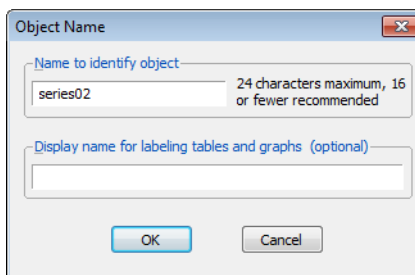 Object Name
Name to identify object
series02
24 characters maximum, 16
or fewer recommended
Display name for labeling tables and graphs (optional)
OK
Cancel